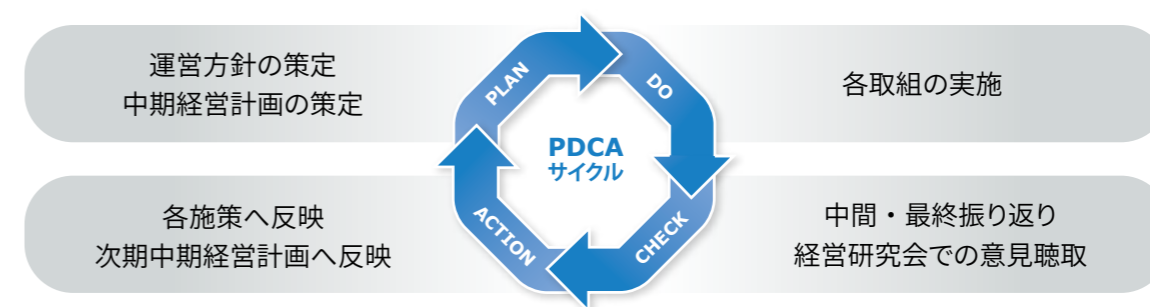 運営方針の策定
中期経営計画の策定
PLAN
DO
各取組の実施
PDCA
サイクル
各施策へ反映
次期中期経営計画へ反映
ACTION
CHECK
中間・最終振り返り
経営研究会での意見聴取